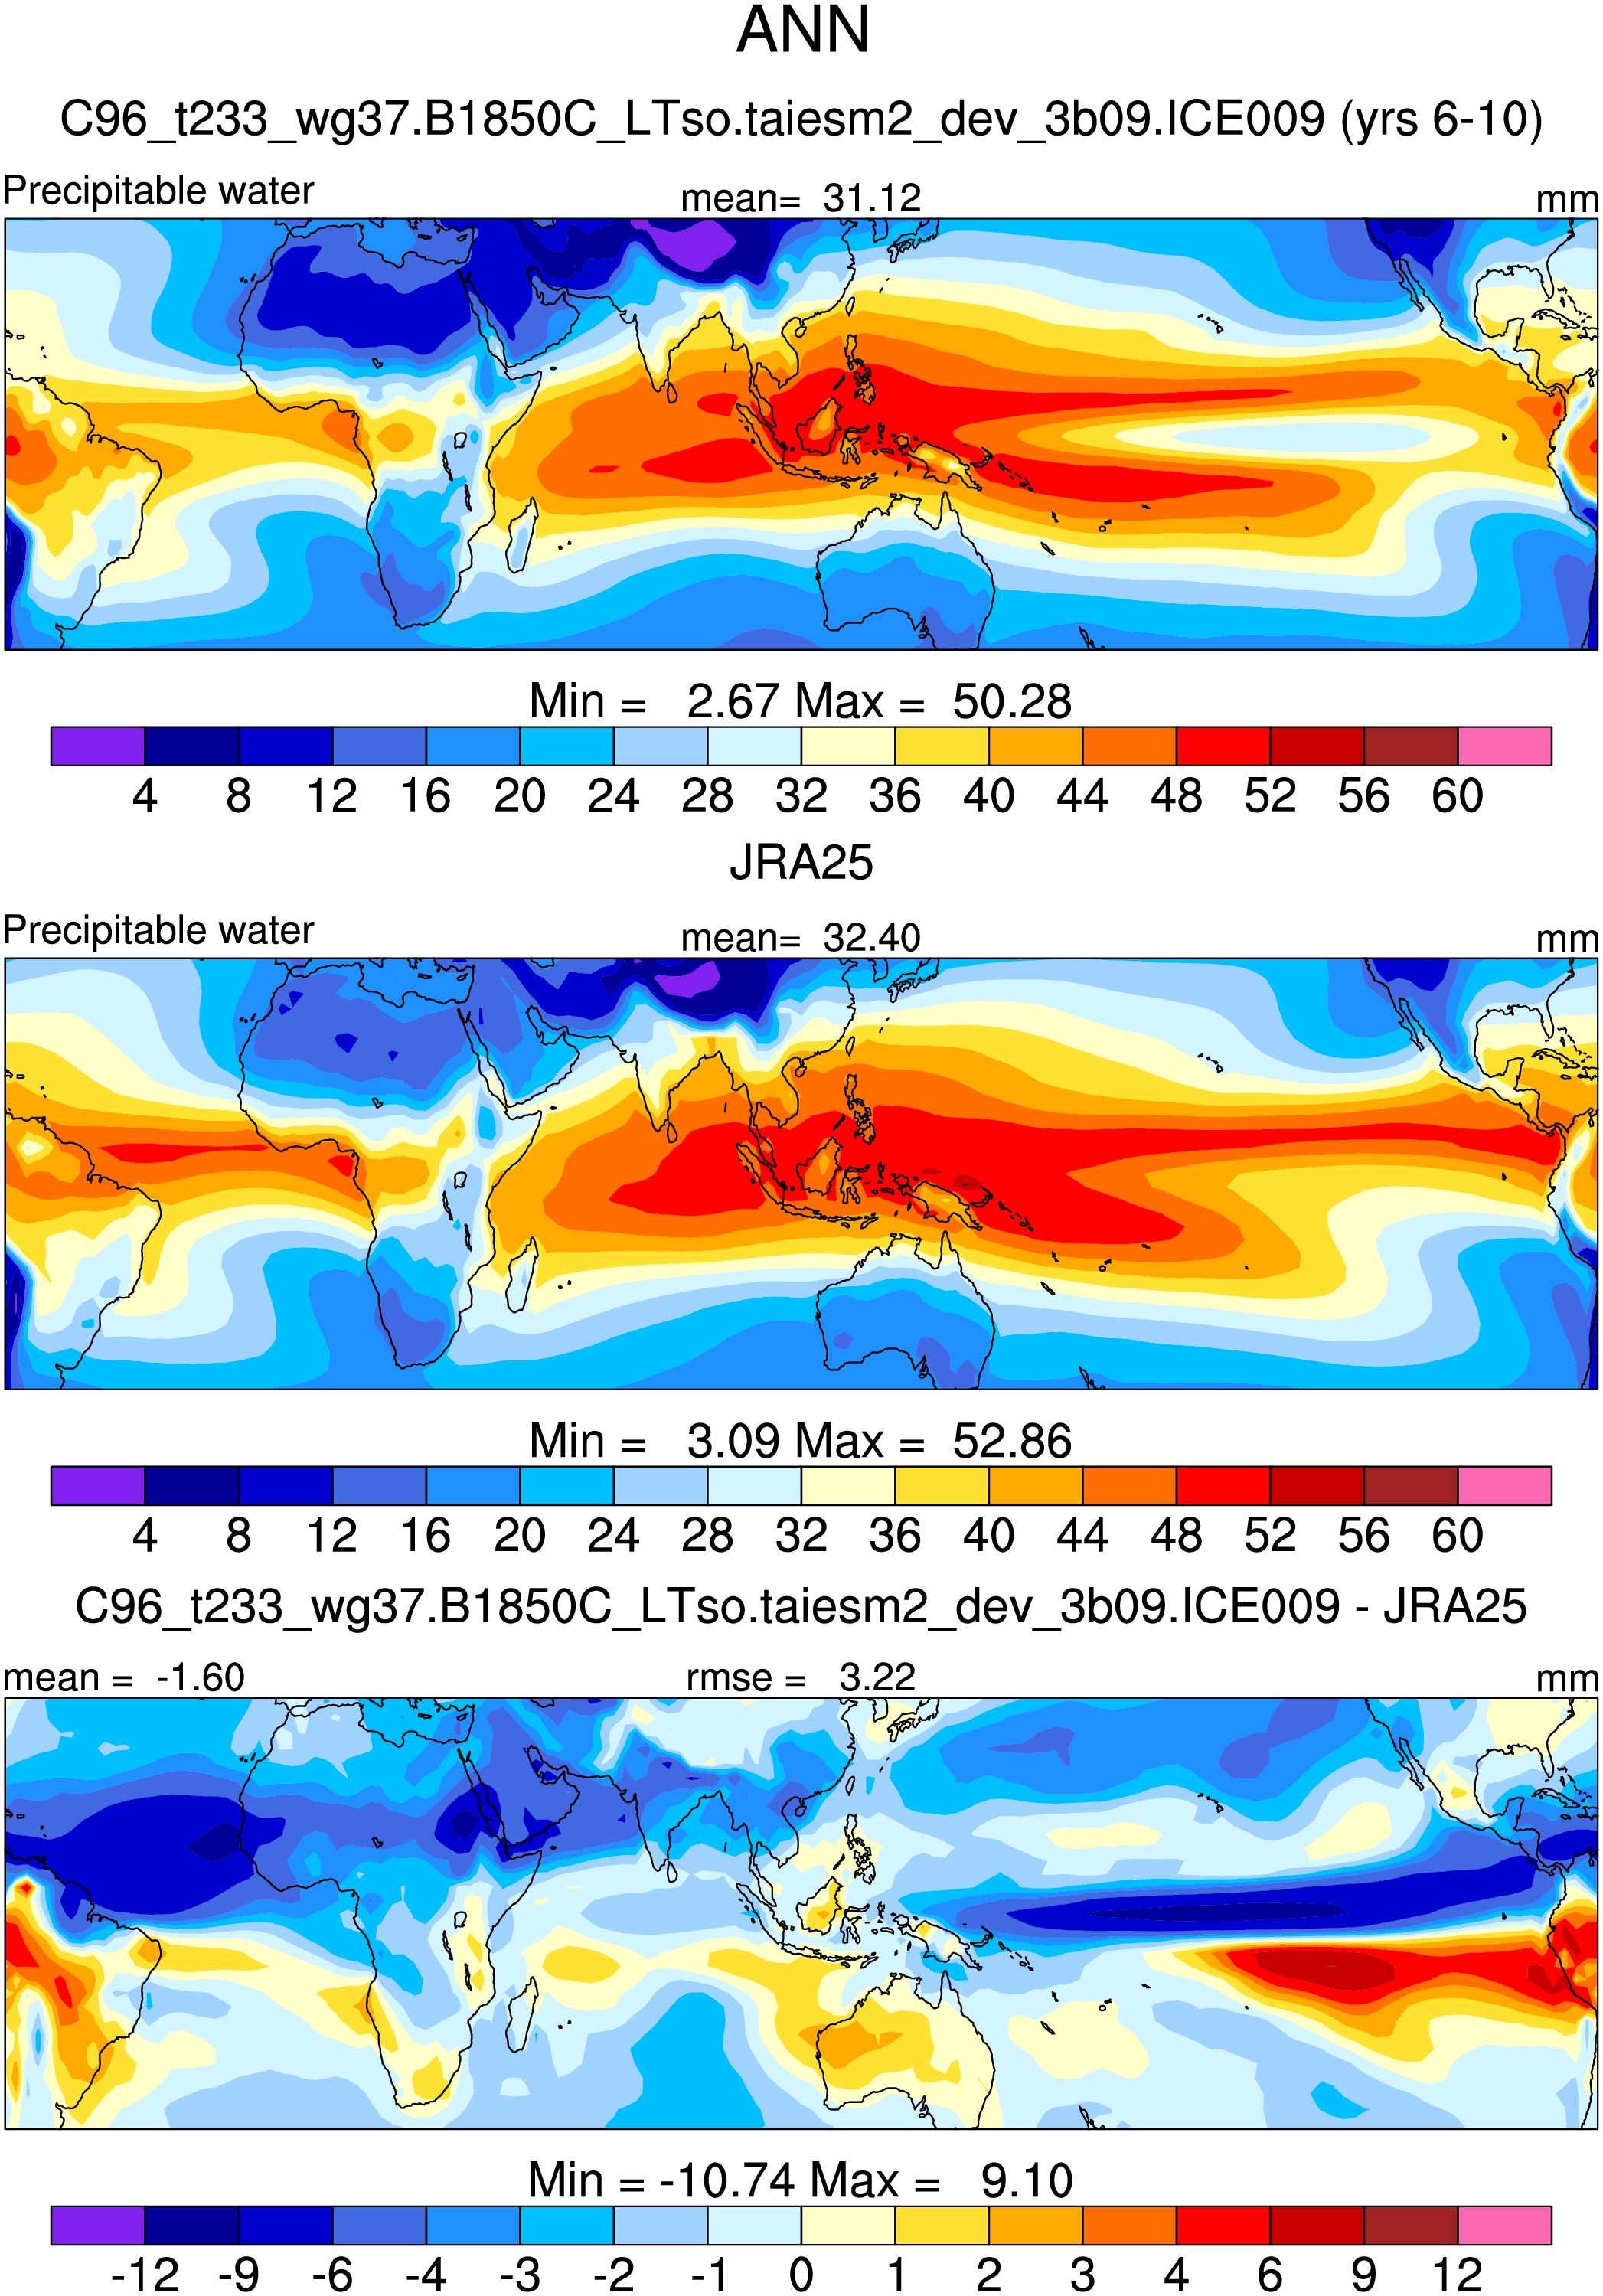 ANN
C96_t233_wg37.B1850C_LTso.taiesm2_dev_3b09.ICE009 (yrs 6-10)
Precipitable water mean= 31.12 mm
Min = 2.67 Max = 50.28
4 8 12 16 20 24 28 32 36 40 44 48 52 56 60
JRA25
Precipitable water mean= 32.40 mm
Min = 3.09 Max = 52.86
4 8 12 16 20 24 28 32 36 40 44 48 52 56 60
C96_t233_wg37.B1850C_LTso.taiesm2_dev_3b09.ICE009 - JRA25
mean = -1.60 rmse = 3.22 mm
Min = -10.74 Max = 9.10
-12 -9 -6 -4 -3 -2 -1 0 1 2 3 4 6 9 12